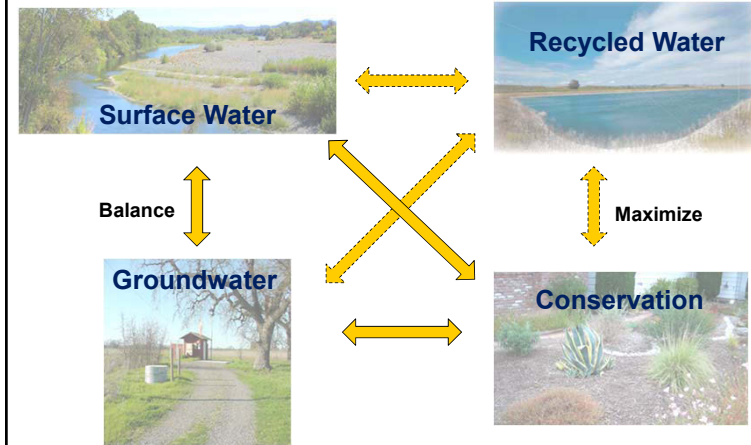 Recycled Water
Surface Water
Balance
Maximize
Groundwater
Conservation